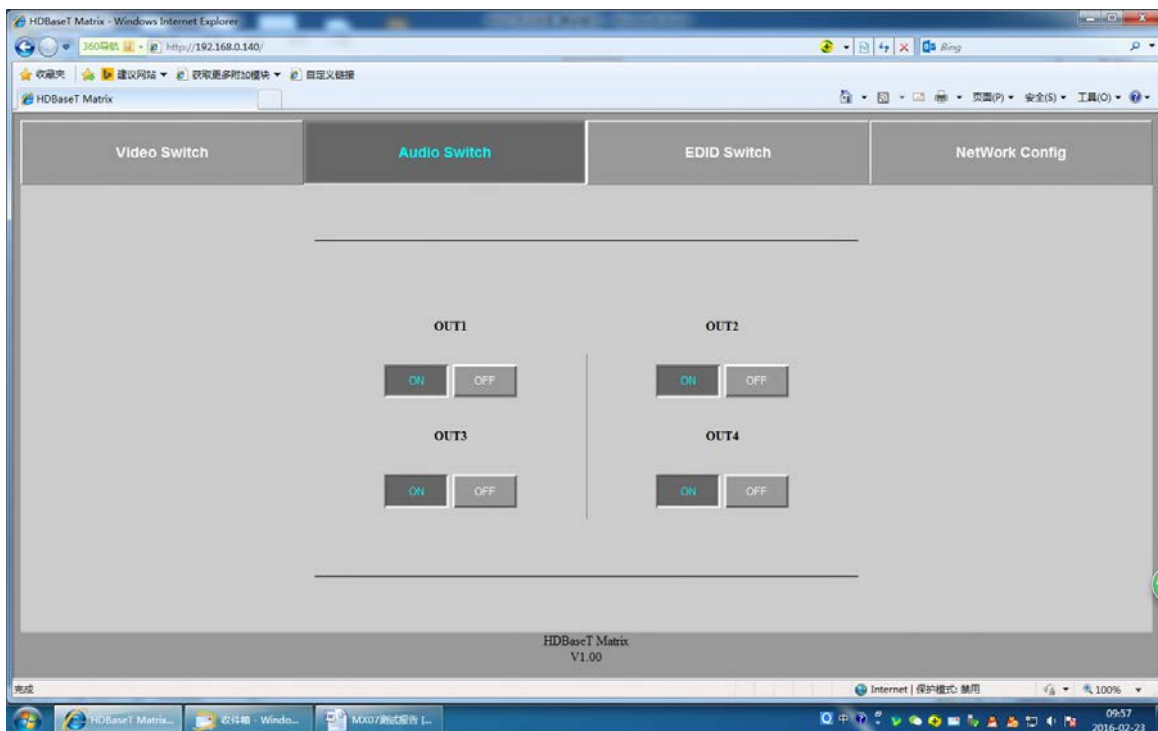 HDBaseT Matrix - Windows Internet Explorer
360导航 http://192.168.0.140/ Bing
收藏夹 建议网站 获取更多附加模块 自定义链接
HDBaseT Matrix 页面(P) 安全(S) 工具(O)
Video Switch Audio Switch EDID Switch NetWork Config
OUT1 OUT2
ON OFF ON OFF
OUT3 OUT4
ON OFF ON OFF
HDBaseT Matrix
V1.00
完成 Internet | 保护模式: 禁用 100%
HDBaseT Matrix... 收件箱 - Windo... MX07测试报告 [... 中 09:57
2016-02-23